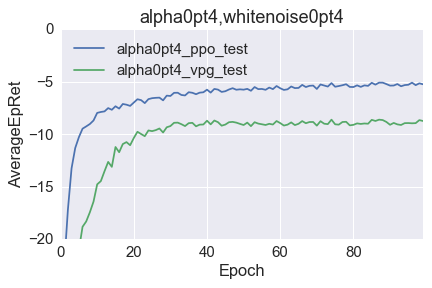 alpha0pt4,whitenoise0pt4
alpha0pt4_ppo_test
alpha0pt4_vpg_test
AverageEpRet
0
−5
−10
−15
−20
0
20
40
60
80
Epoch